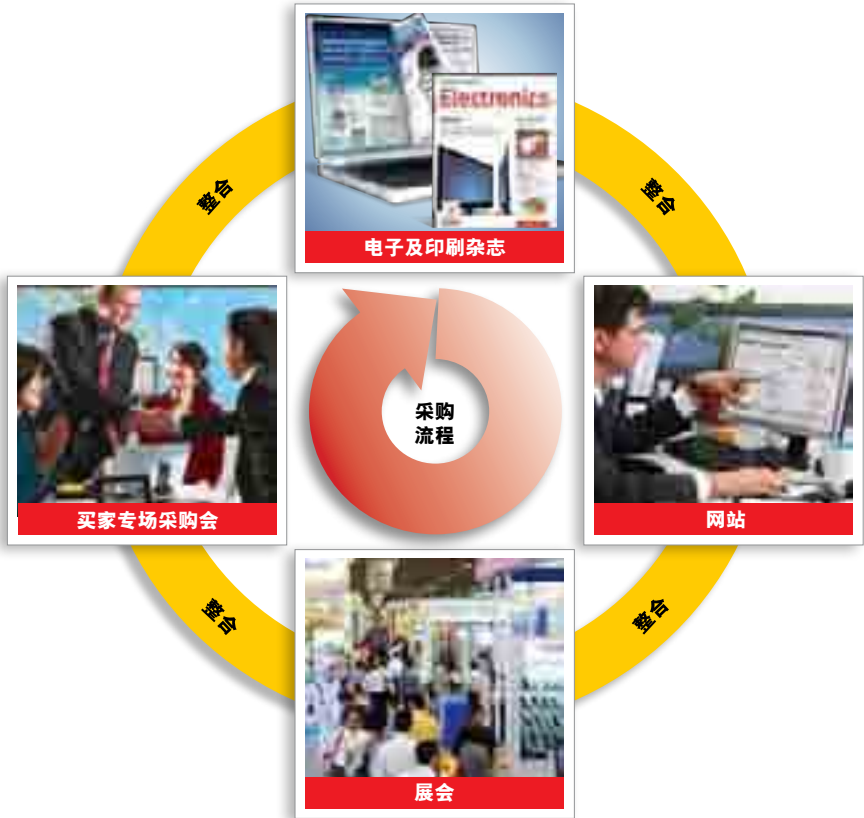 Electronics
电子及印刷杂志
整合
整合
买家专场采购会
采购
流程
网站
整合
整合
展会